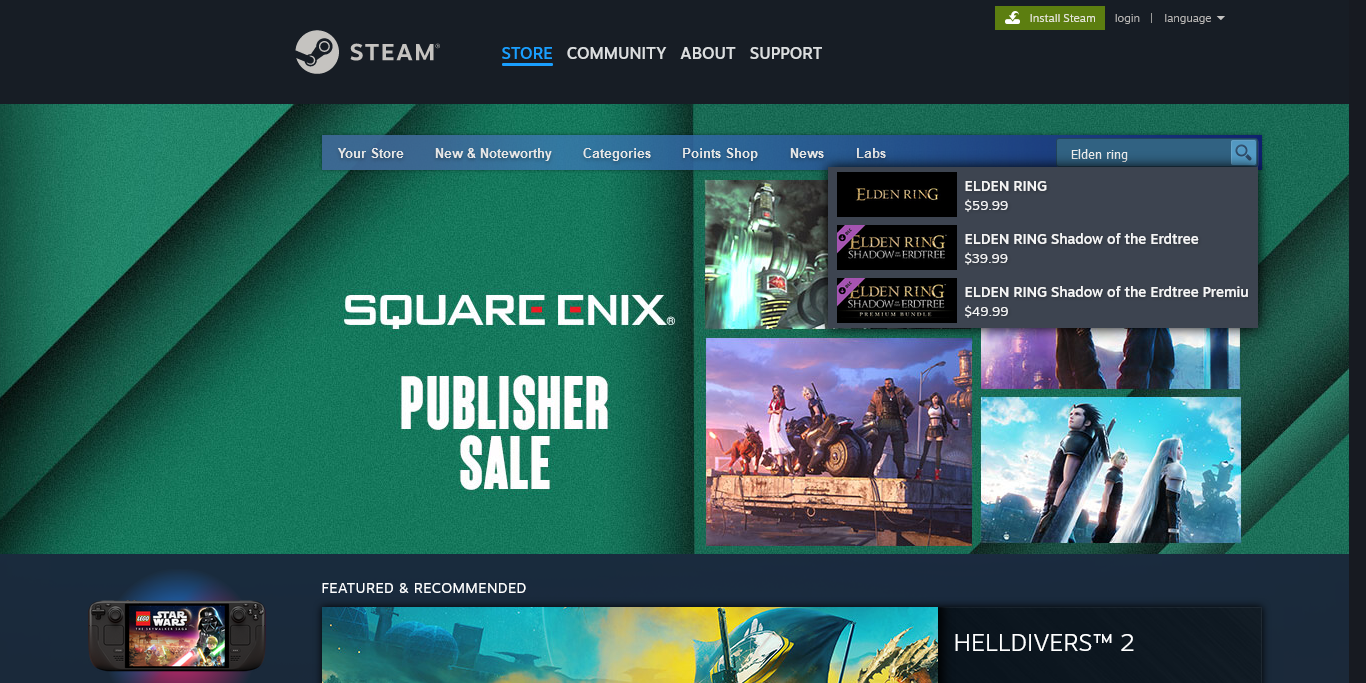 Install Steam login | language
STEAM®
STORE COMMUNITY ABOUT SUPPORT
Your Store New & Noteworthy Categories Points Shop News Labs Elden ring
ELDEN RING
ELDEN RING
$59.99
ELDEN RING
SHADOW OF THE ERDTREE
ELDEN RING Shadow of the Erdtree
$39.99
ELDEN RING
SHADOW OF THE ERDTREE
PREMIUM BUNDLE
ELDEN RING Shadow of the Erdtree Premiu
$49.99
SQUARE ENIX®
PUBLISHER
SALE
FEATURED & RECOMMENDED
LEGO STAR WARS
THE SKYWALKER SAGA
HELLDIVERS™ 2